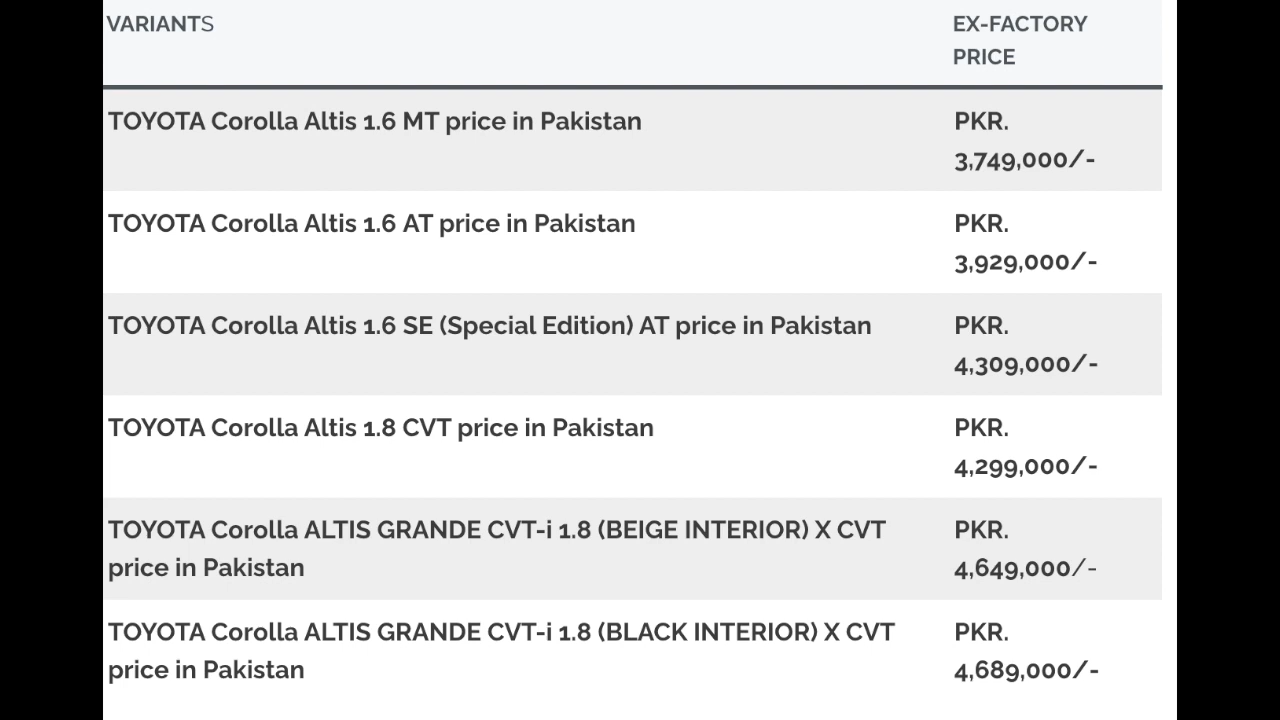 VARIANTS
EX-FACTORY
PRICE
TOYOTA Corolla Altis 1.6 MT price in Pakistan
PKR.
3,749,000/-
TOYOTA Corolla Altis 1.6 AT price in Pakistan
PKR.
3,929,000/-
TOYOTA Corolla Altis 1.6 SE (Special Edition) AT price in Pakistan
PKR.
4,309,000/-
TOYOTA Corolla Altis 1.8 CVT price in Pakistan
PKR.
4,299,000/-
TOYOTA Corolla ALTIS GRANDE CVT-i 1.8 (BEIGE INTERIOR) X CVT
price in Pakistan
PKR.
4,649,000/-
TOYOTA Corolla ALTIS GRANDE CVT-i 1.8 (BLACK INTERIOR) X CVT
price in Pakistan
PKR.
4,689,000/-